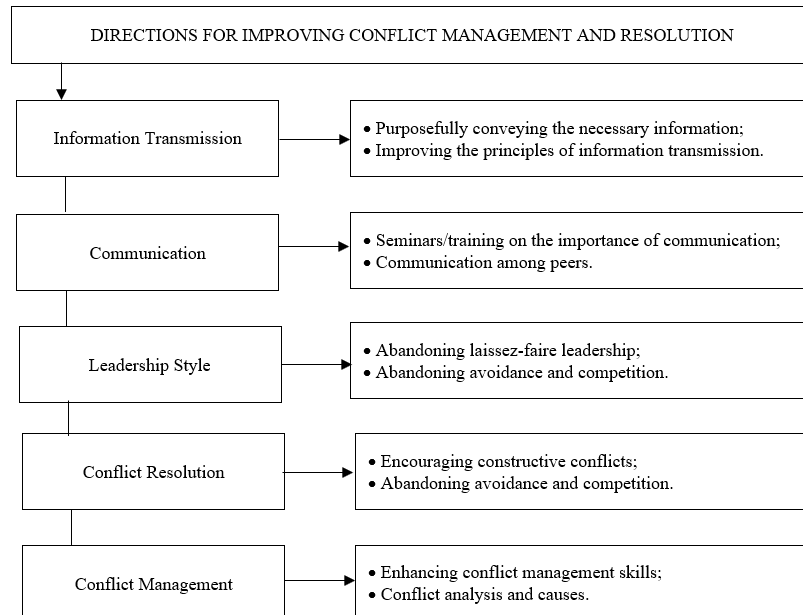 DIRECTIONS FOR IMPROVING CONFLICT MANAGEMENT AND RESOLUTION
Information Transmission
• Purposefully conveying the necessary information;
• Improving the principles of information transmission.
Communication
• Seminars/training on the importance of communication;
• Communication among peers.
Leadership Style
• Abandoning laissez-faire leadership;
• Abandoning avoidance and competition.
Conflict Resolution
• Encouraging constructive conflicts;
• Abandoning avoidance and competition.
Conflict Management
• Enhancing conflict management skills;
• Conflict analysis and causes.